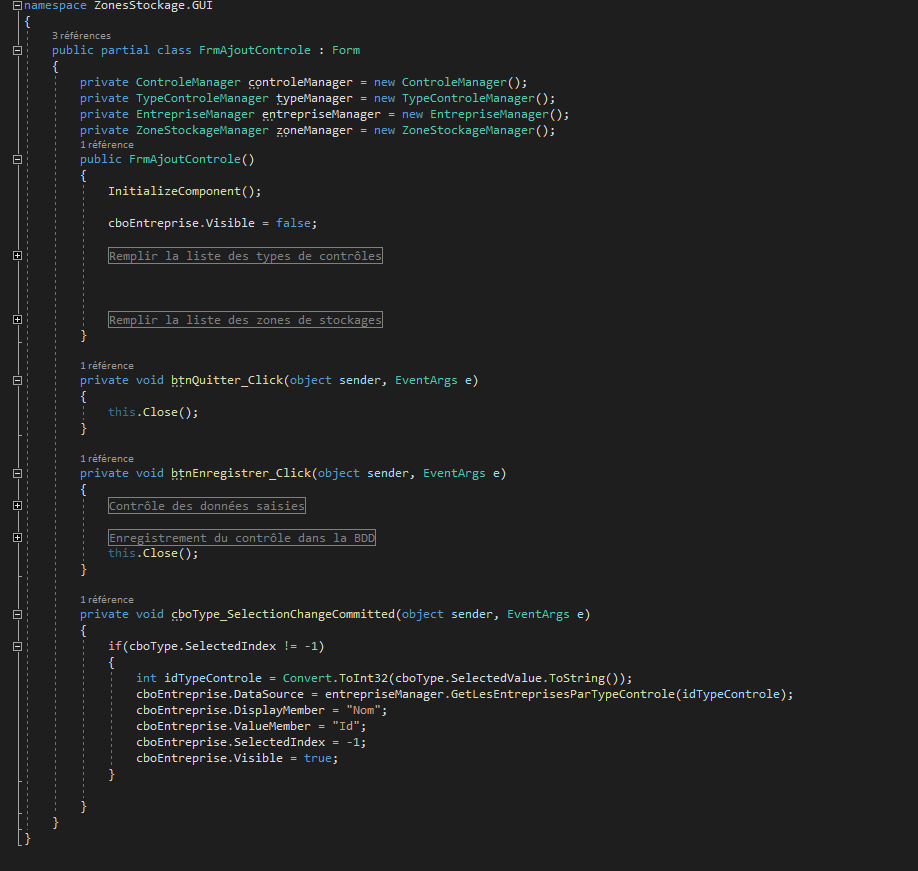 namespace ZonesStockage.GUI
{
3 références
public partial class FrmAjoutControle : Form
{
private ControleManager controleManager = new ControleManager();
private TypeControleManager typeManager = new TypeControleManager();
private EntrepriseManager entrepriseManager = new EntrepriseManager();
private ZoneStockageManager zoneManager = new ZoneStockageManager();
1 référence
public FrmAjoutControle()
{
InitializeComponent();
cboEntreprise.Visible = false;
Remplir la liste des types de contrôles
Remplir la liste des zones de stockages
}
1 référence
private void btnQuitter_Click(object sender, EventArgs e)
{
this.Close();
}
1 référence
private void btnEnregistrer_Click(object sender, EventArgs e)
{
Contrôle des données saisies
Enregistrement du contrôle dans la BDD
this.Close();
}
1 référence
private void cboType_SelectionChangeCommitted(object sender, EventArgs e)
{
if(cboType.SelectedIndex != -1)
{
int idTypeControle = Convert.ToInt32(cboType.SelectedValue.ToString());
cboEntreprise.DataSource = entrepriseManager.GetLesEntreprisesParTypeControle(idTypeControle);
cboEntreprise.DisplayMember = "Nom";
cboEntreprise.ValueMember = "Id";
cboEntreprise.SelectedIndex = -1;
cboEntreprise.Visible = true;
}
}
}
}